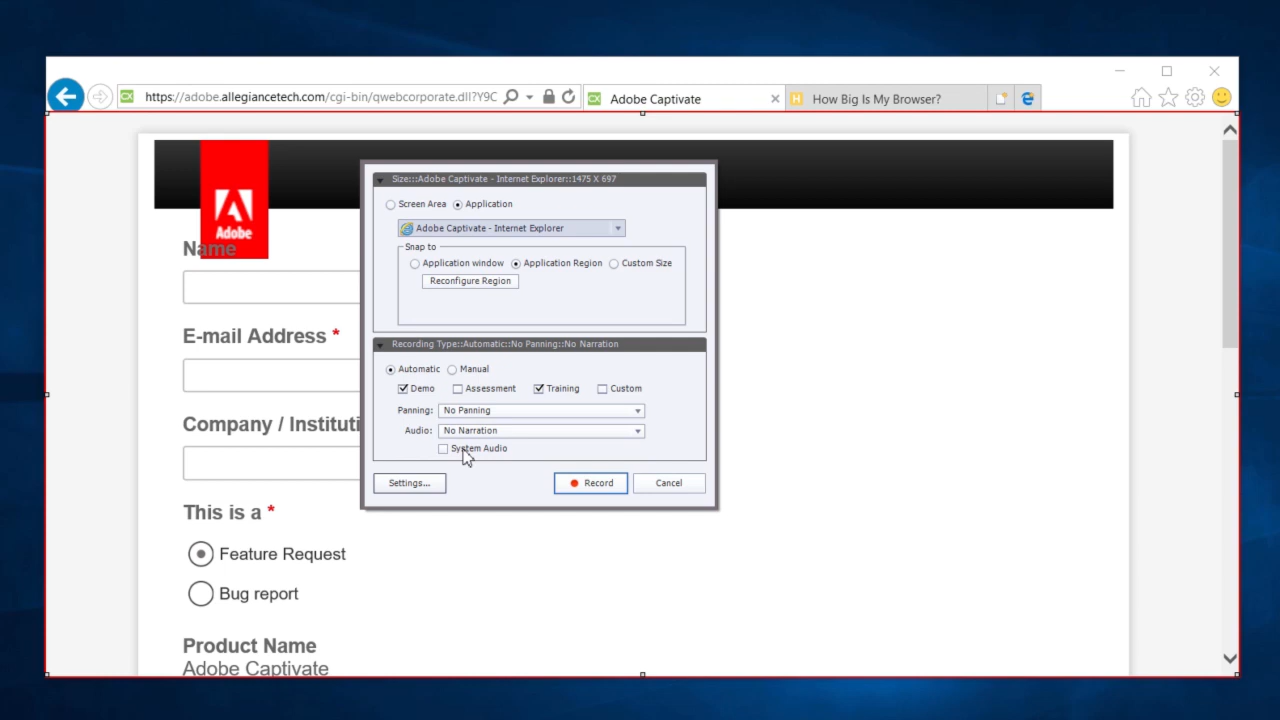 https://adobe.allegiancetech.com/cgi-bin/qwebcorporate.dll?Y9C
Adobe Captivate
How Big Is My Browser?
Adobe
Name
E-mail Address *
Company / Instituti
This is a *
Feature Request
Bug report
Product Name
Adobe Captivate
Size:::Adobe Captivate - Internet Explorer::1475 X 697
Screen Area Application
Adobe Captivate - Internet Explorer
Snap to
Application window Application Region Custom Size
Reconfigure Region
Recording Type::Automatic::No Panning::No Narration
Automatic Manual
Demo Assessment Training Custom
Panning: No Panning
Audio: No Narration
System Audio
Settings... Record Cancel